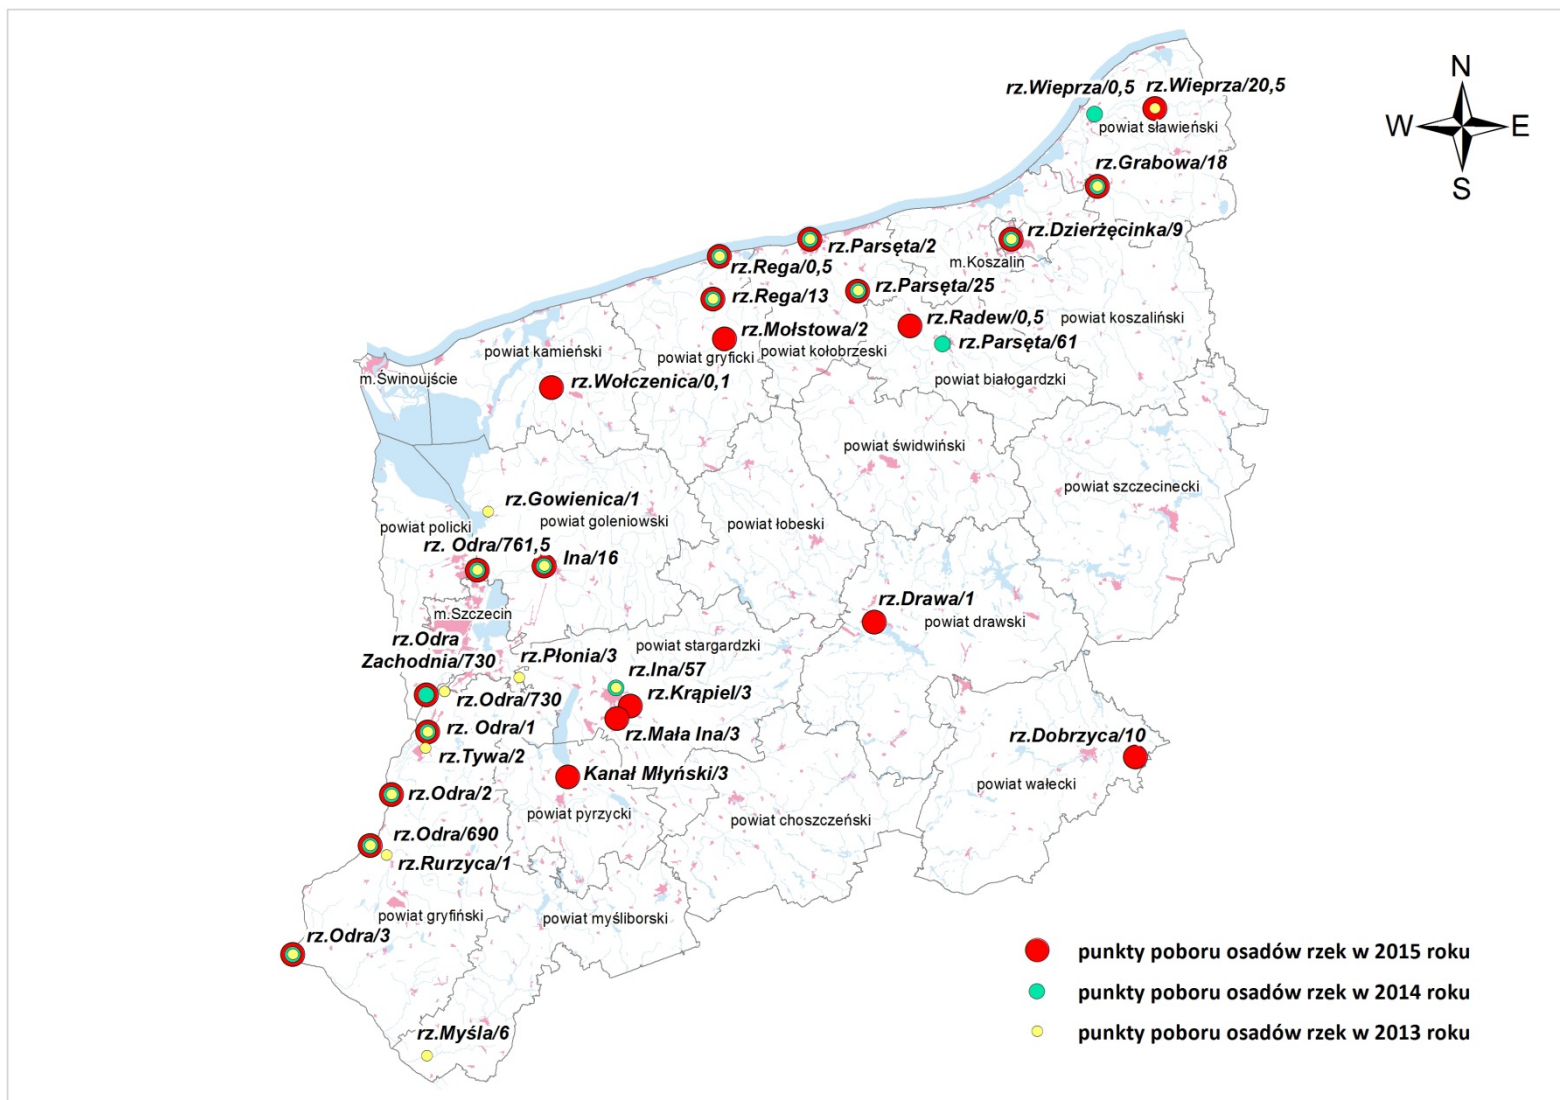 N
W
E
S
rz.Wieprza/0,5
rz.Wieprza/20,5
powiat sławieński
rz.Grabowa/18
rz.Dzierżęcinka/9
m.Koszalin
rz.Parsęta/2
rz.Rega/0,5
rz.Parsęta/25
rz.Rega/13
rz.Radew/0,5
powiat koszaliński
rz.Mołstowa/2
rz.Parsęta/61
powiat kamieński
powiat gryficki
powiat kołobrzeski
m.Świnoujście
rz.Wołczenica/0,1
powiat białogardzki
powiat świdwiński
powiat szczecinecki
rz.Gowienica/1
powiat policki
powiat goleniowski
powiat łobeski
rz. Odra/761,5
Ina/16
rz.Drawa/1
m.Szczecin
powiat drawski
rz.Odra
Zachodnia/730
powiat stargardzki
rz.Płonia/3
rz.Ina/57
rz.Krąpiel/3
rz.Odra/730
rz. Odra/1
rz.Mała Ina/3
rz.Dobrzyca/10
rz.Tywa/2
Kanał Młyński/3
powiat wałecki
rz.Odra/2
powiat pyrzycki
powiat choszczeński
rz.Odra/690
rz.Rurzyca/1
powiat gryfiński
powiat myśliborski
rz.Odra/3
rz.Myśla/6
punkty poboru osadów rzek w 2015 roku
punkty poboru osadów rzek w 2014 roku
punkty poboru osadów rzek w 2013 roku